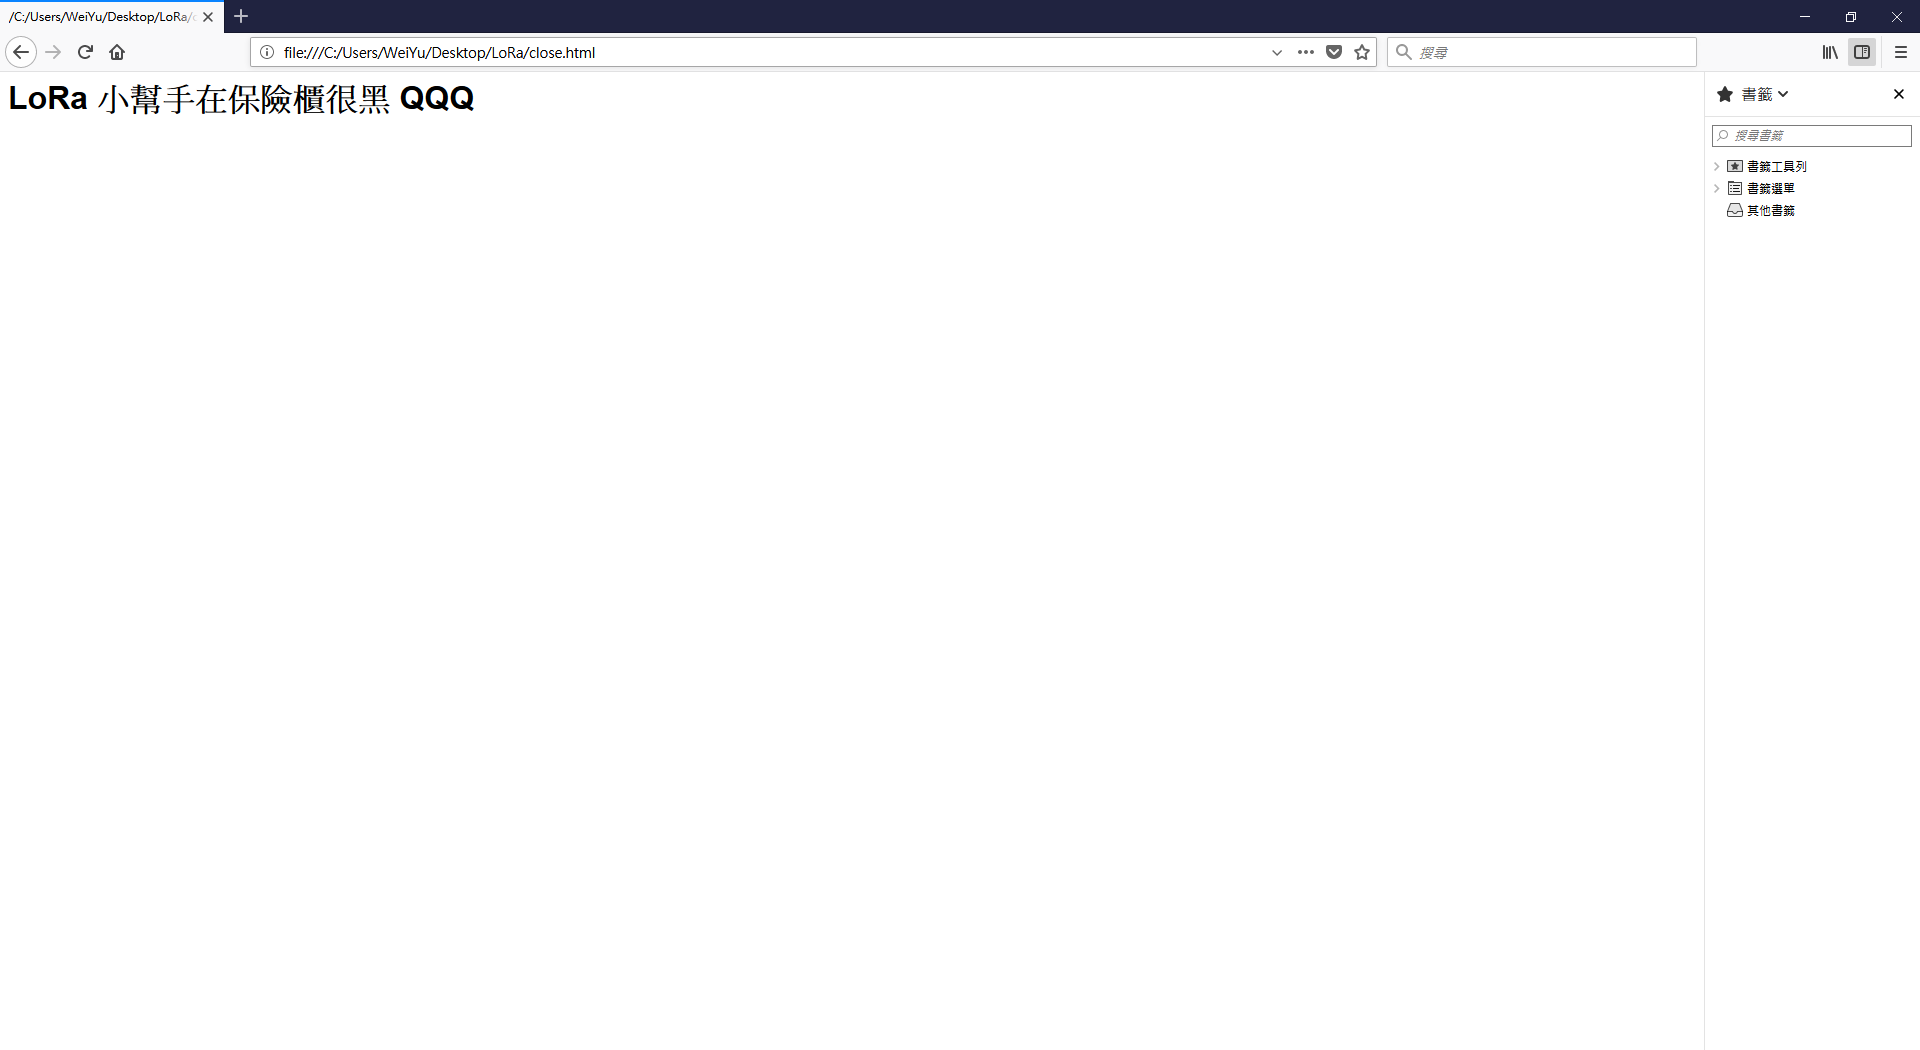 /C:/Users/WeiYu/Desktop/LoRa/
file:///C:/Users/WeiYu/Desktop/LoRa/close.html
搜尋
LoRa 小幫手在保險櫃很黑 QQQ
書籤
搜尋書籤
書籤工具列
書籤選單
其他書籤